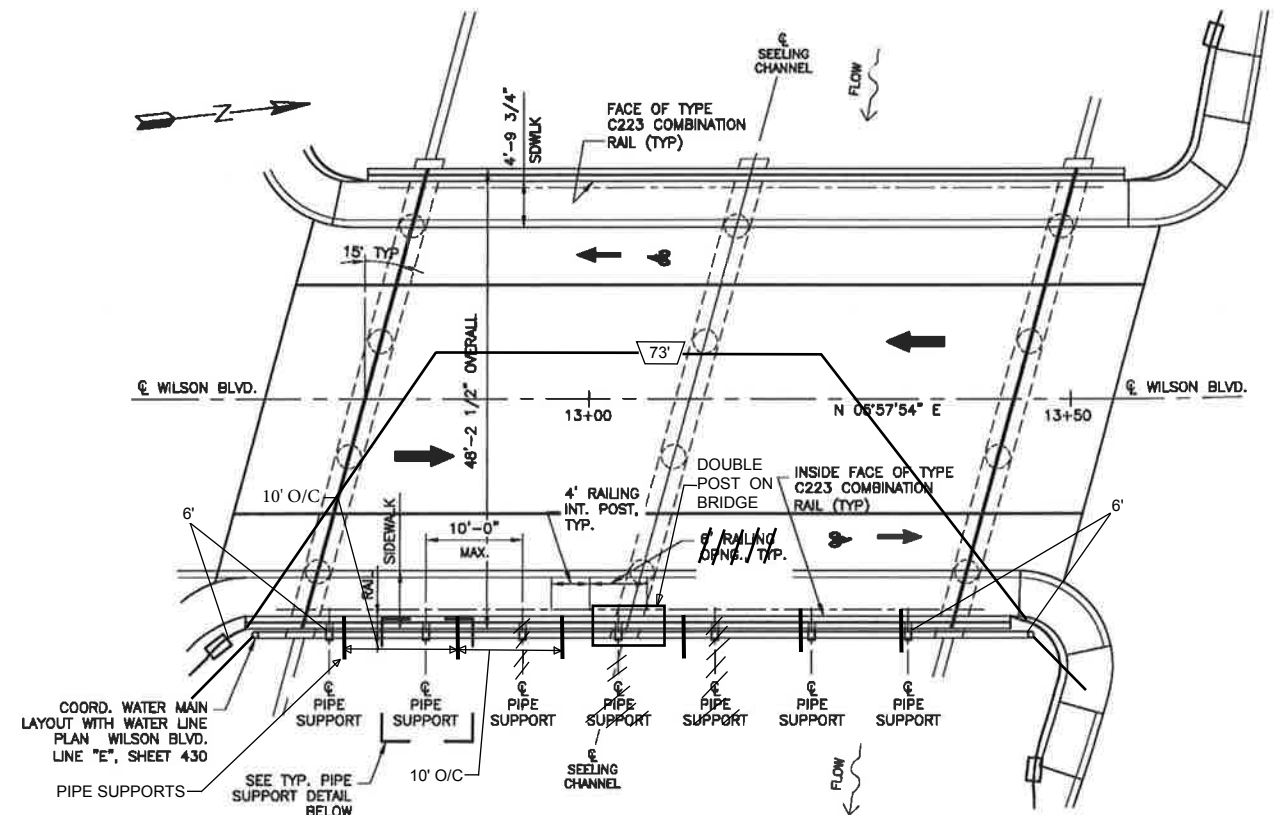 ℄
SEELING
CHANNEL
FLOW
Z
4'-9 3/4"
SDWLK
FACE OF TYPE
C223 COMBINATION
RAIL (TYP)
15' TYP
48'-2 1/2" OVERALL
73'
℄ WILSON BLVD.
13+00
N 05°57'54" E
13+50
℄ WILSON BLVD.
10' O/C
6'
SIDEWALK
RAIL
10'-0"
MAX.
4' RAILING
INT. POST,
TYP.
DOUBLE
POST ON
BRIDGE
INSIDE FACE OF TYPE
C223 COMBINATION
RAIL (TYP)
6'
8' RAILING
OPNG. TYP.
℄
PIPE
SUPPORT
℄
PIPE
SUPPORT
℄
PIPE
SUPPORT
℄
PIPE
SUPPORT
℄
PIPE
SUPPORT
℄
PIPE
SUPPORT
℄
PIPE
SUPPORT
COORD. WATER MAIN
LAYOUT WITH WATER LINE
PLAN WILSON BLVD.
LINE "E", SHEET 430
PIPE SUPPORTS
SEE TYP. PIPE
SUPPORT DETAIL
BELOW
10' O/C
℄
SEELING
CHANNEL
FLOW